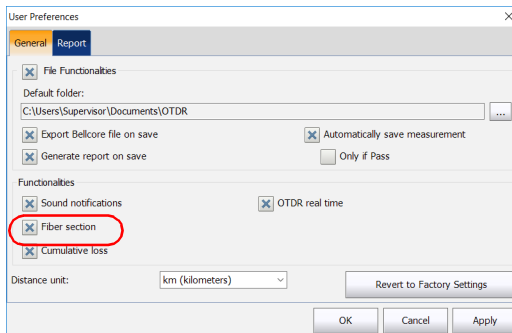 User Preferences
General Report
File Functionalities
Default folder:
C:\Users\Supervisor\Documents\OTDR ...
Export Bellcore file on save Automatically save measurement
Generate report on save Only if Pass
Functionalities
Sound notifications OTDR real time
Fiber section
Cumulative loss
Distance unit: km (kilometers) Revert to Factory Settings
OK Cancel Apply